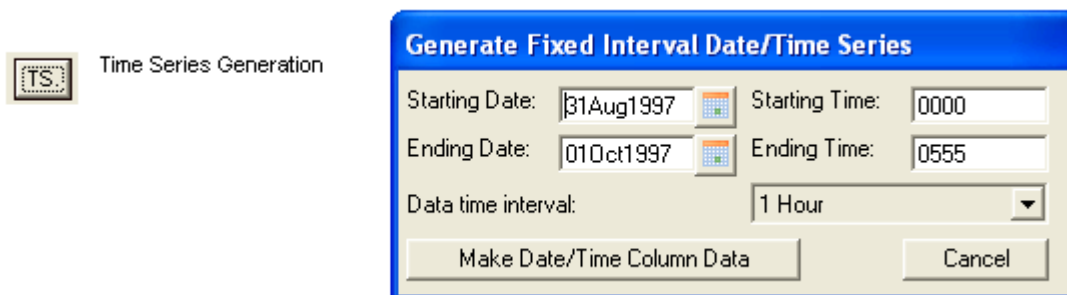 TS.
Time Series Generation
Generate Fixed Interval Date/Time Series
Starting Date: 31Aug1997 Starting Time: 0000
Ending Date: 01Oct1997 Ending Time: 0555
Data time interval: 1 Hour
Make Date/Time Column Data Cancel